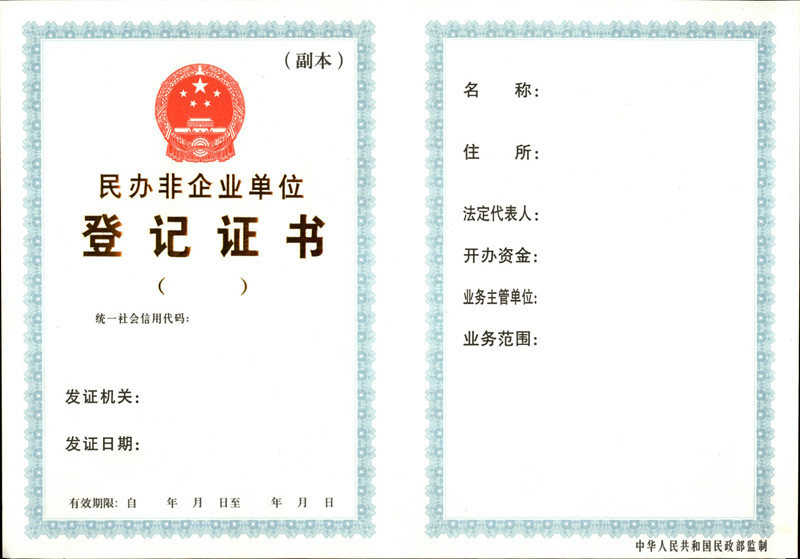 （副本）
民办非企业单位
登记证书
（ ）
统一社会信用代码：
发证机关：
发证日期：
有效期限：自 年 月 日至 年 月 日
名 称：
住 所：
法定代表人：
开办资金：
业务主管单位：
业务范围：
中华人民共和国民政部监制